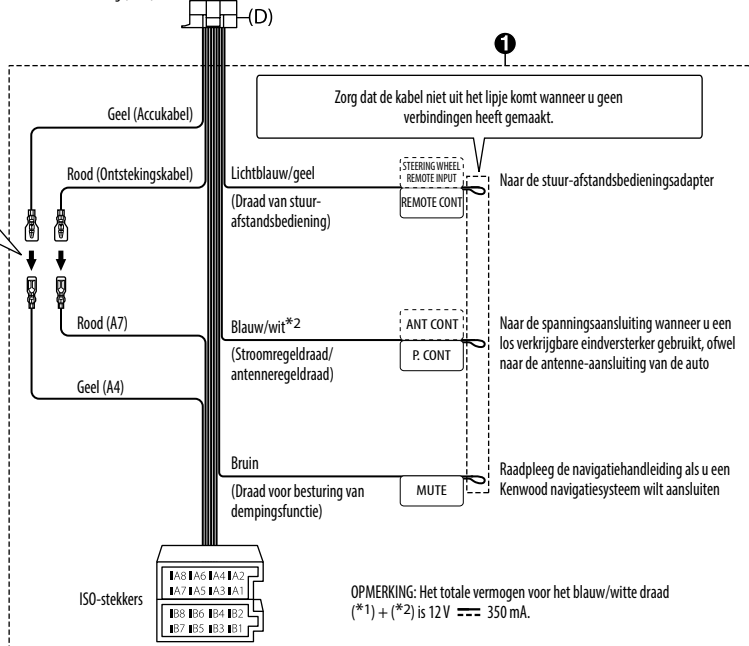 (D)
1
Zorg dat de kabel niet uit het lipje komt wanneer u geen
verbindingen heeft gemaakt.
Geel (Accukabel)
Rood (Ontstekingskabel)
Lichtblauw/geel
(Draad van stuur-
afstandsbediening)
STEERING WHEEL
REMOTE INPUT
REMOTE CONT
Naar de stuur-afstandsbedieningsadapter
Rood (A7)
Geel (A4)
Blauw/wit*2
(Stroomregeldraad/
antenneregeldraad)
ANT CONT
P. CONT
Naar de spanningsaansluiting wanneer u een
los verkrijgbare eindversterker gebruikt, ofwel
naar de antenne-aansluiting van de auto
Bruin
(Draad voor besturing van
dempingsfunctie)
MUTE
Raadpleeg de navigatiehandleiding als u een
Kenwood navigatiesysteem wilt aansluiten
ISO-stekkers
A8 A6 A4 A2
A7 A5 A3 A1
B8 B6 B4 B2
B7 B5 B3 B1
OPMERKING: Het totale vermogen voor het blauw/witte draad
(*1) + (*2) is 12 V ⎓ 350 mA.